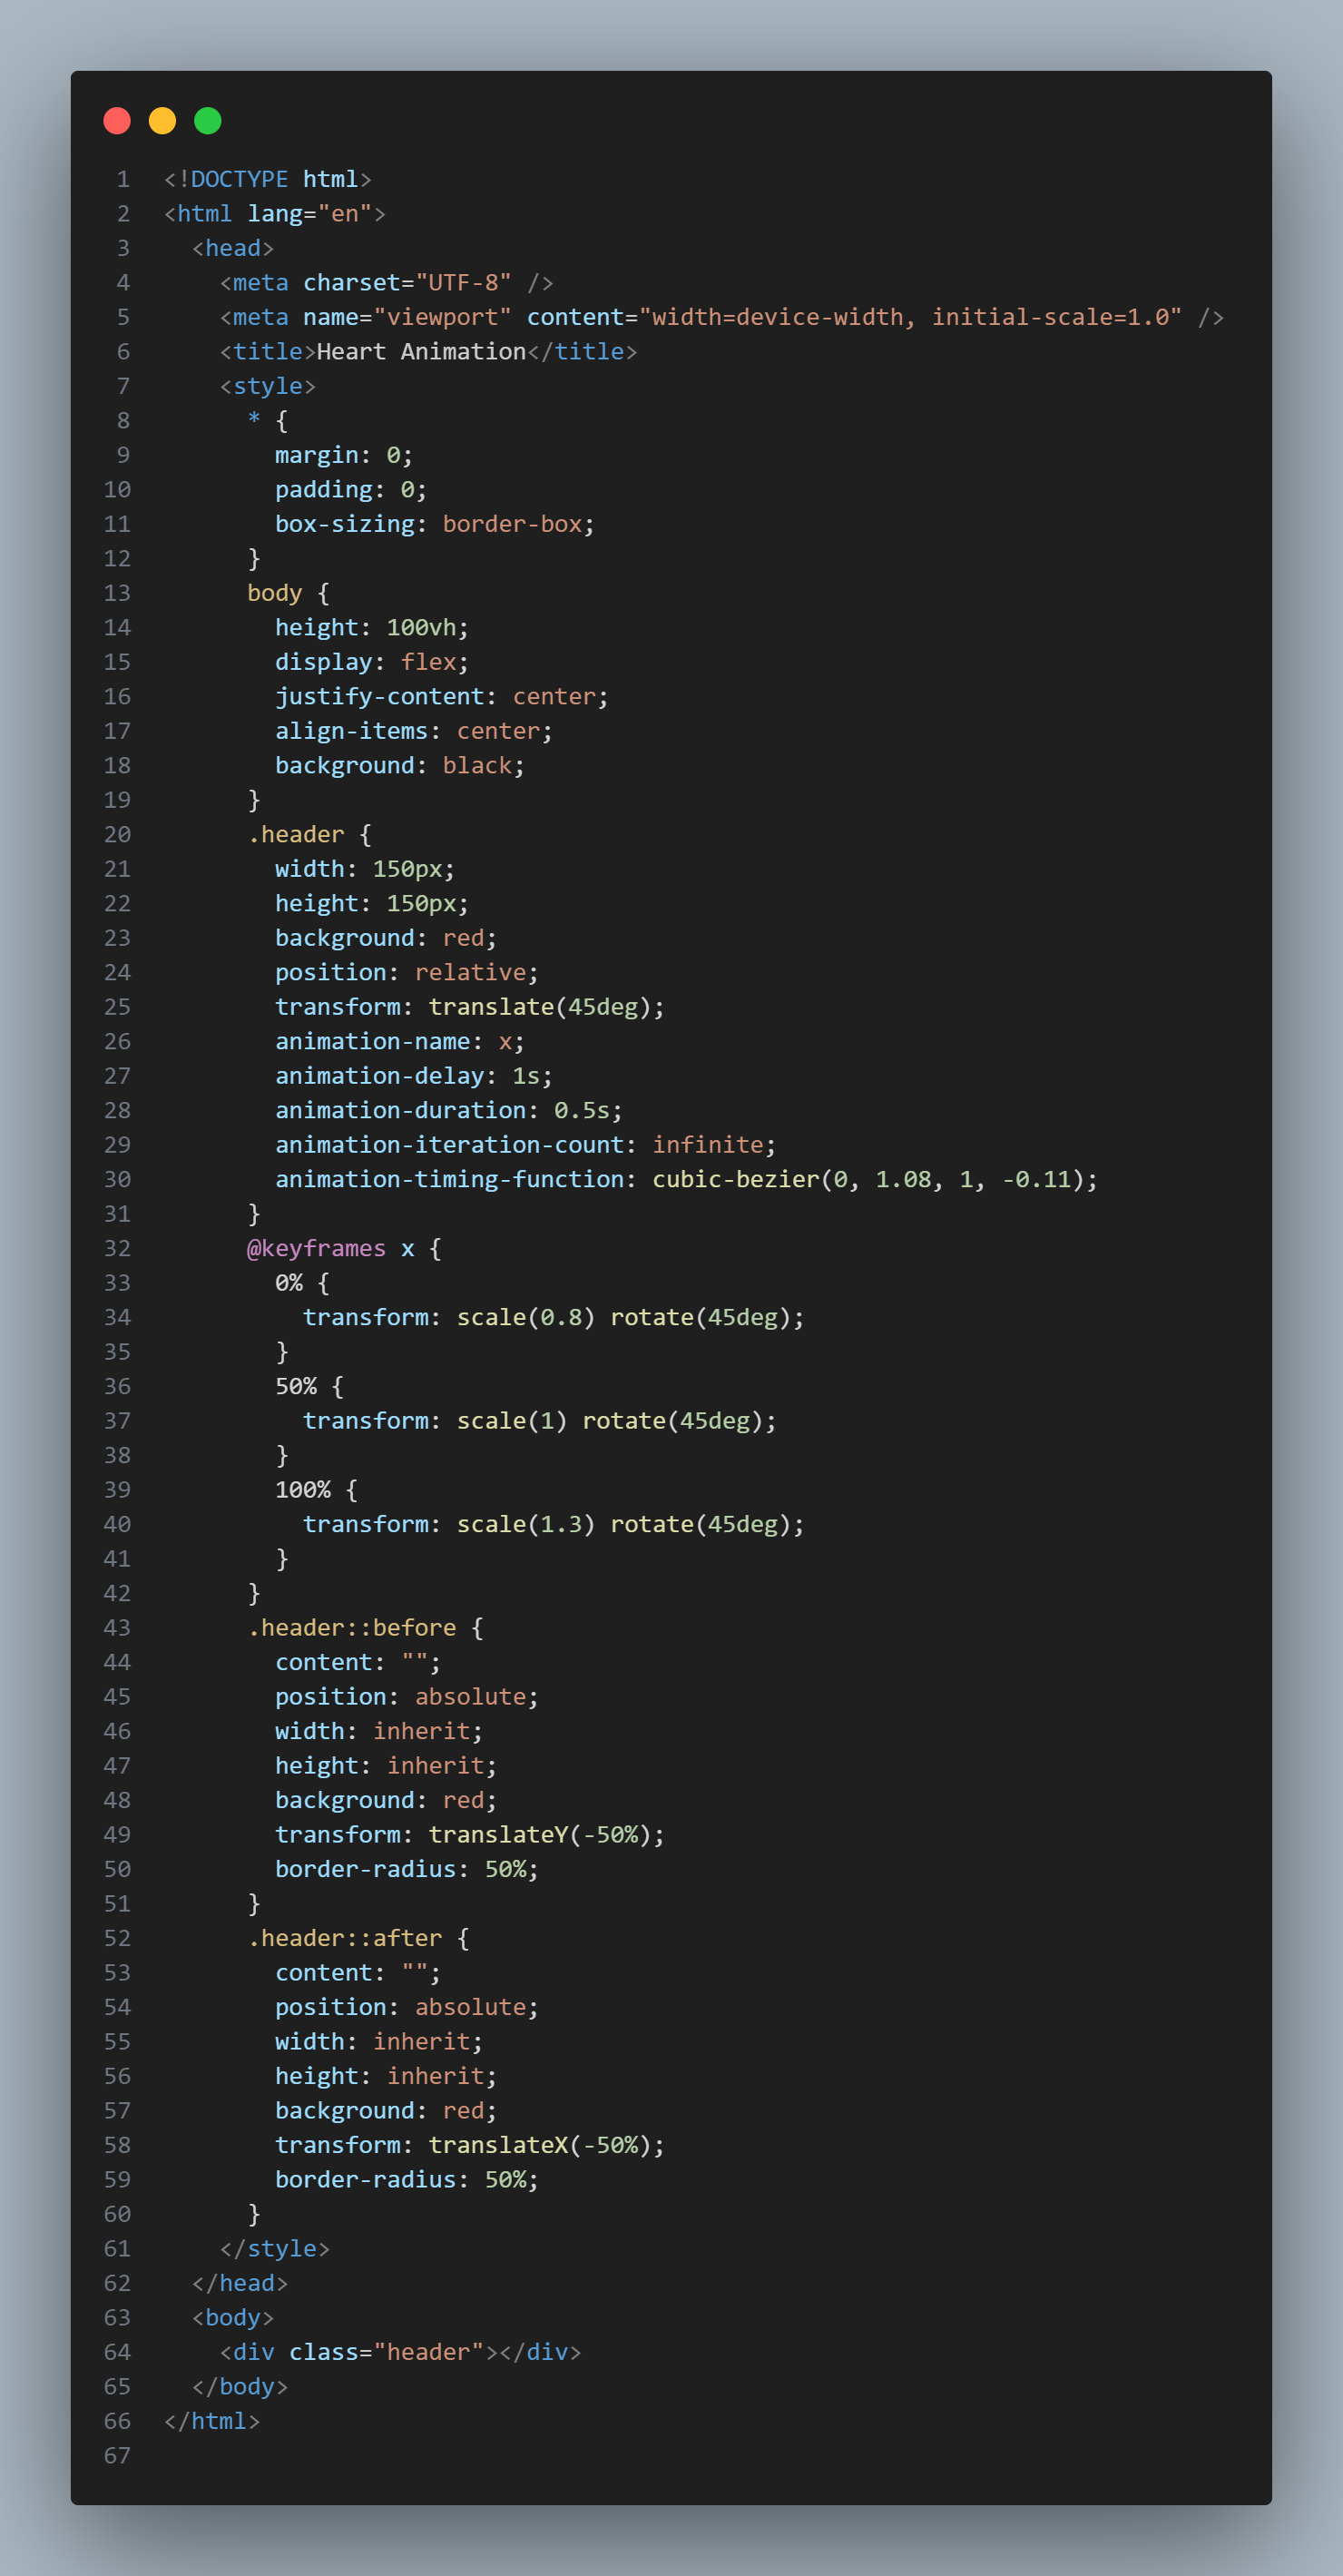 1 <!DOCTYPE html>
2 <html lang="en">
3   <head>
4     <meta charset="UTF-8" />
5     <meta name="viewport" content="width=device-width, initial-scale=1.0" />
6     <title>Heart Animation</title>
7     <style>
8       * {
9         margin: 0;
10         padding: 0;
11         box-sizing: border-box;
12       }
13       body {
14         height: 100vh;
15         display: flex;
16         justify-content: center;
17         align-items: center;
18         background: black;
19       }
20       .header {
21         width: 150px;
22         height: 150px;
23         background: red;
24         position: relative;
25         transform: translate(45deg);
26         animation-name: x;
27         animation-delay: 1s;
28         animation-duration: 0.5s;
29         animation-iteration-count: infinite;
30         animation-timing-function: cubic-bezier(0, 1.08, 1, -0.11);
31       }
32       @keyframes x {
33         0% {
34           transform: scale(0.8) rotate(45deg);
35         }
36         50% {
37           transform: scale(1) rotate(45deg);
38         }
39         100% {
40           transform: scale(1.3) rotate(45deg);
41         }
42       }
43       .header::before {
44         content: "";
45         position: absolute;
46         width: inherit;
47         height: inherit;
48         background: red;
49         transform: translateY(-50%);
50         border-radius: 50%;
51       }
52       .header::after {
53         content: "";
54         position: absolute;
55         width: inherit;
56         height: inherit;
57         background: red;
58         transform: translateX(-50%);
59         border-radius: 50%;
60       }
61     </style>
62   </head>
63   <body>
64     <div class="header"></div>
65   </body>
66 </html>
67